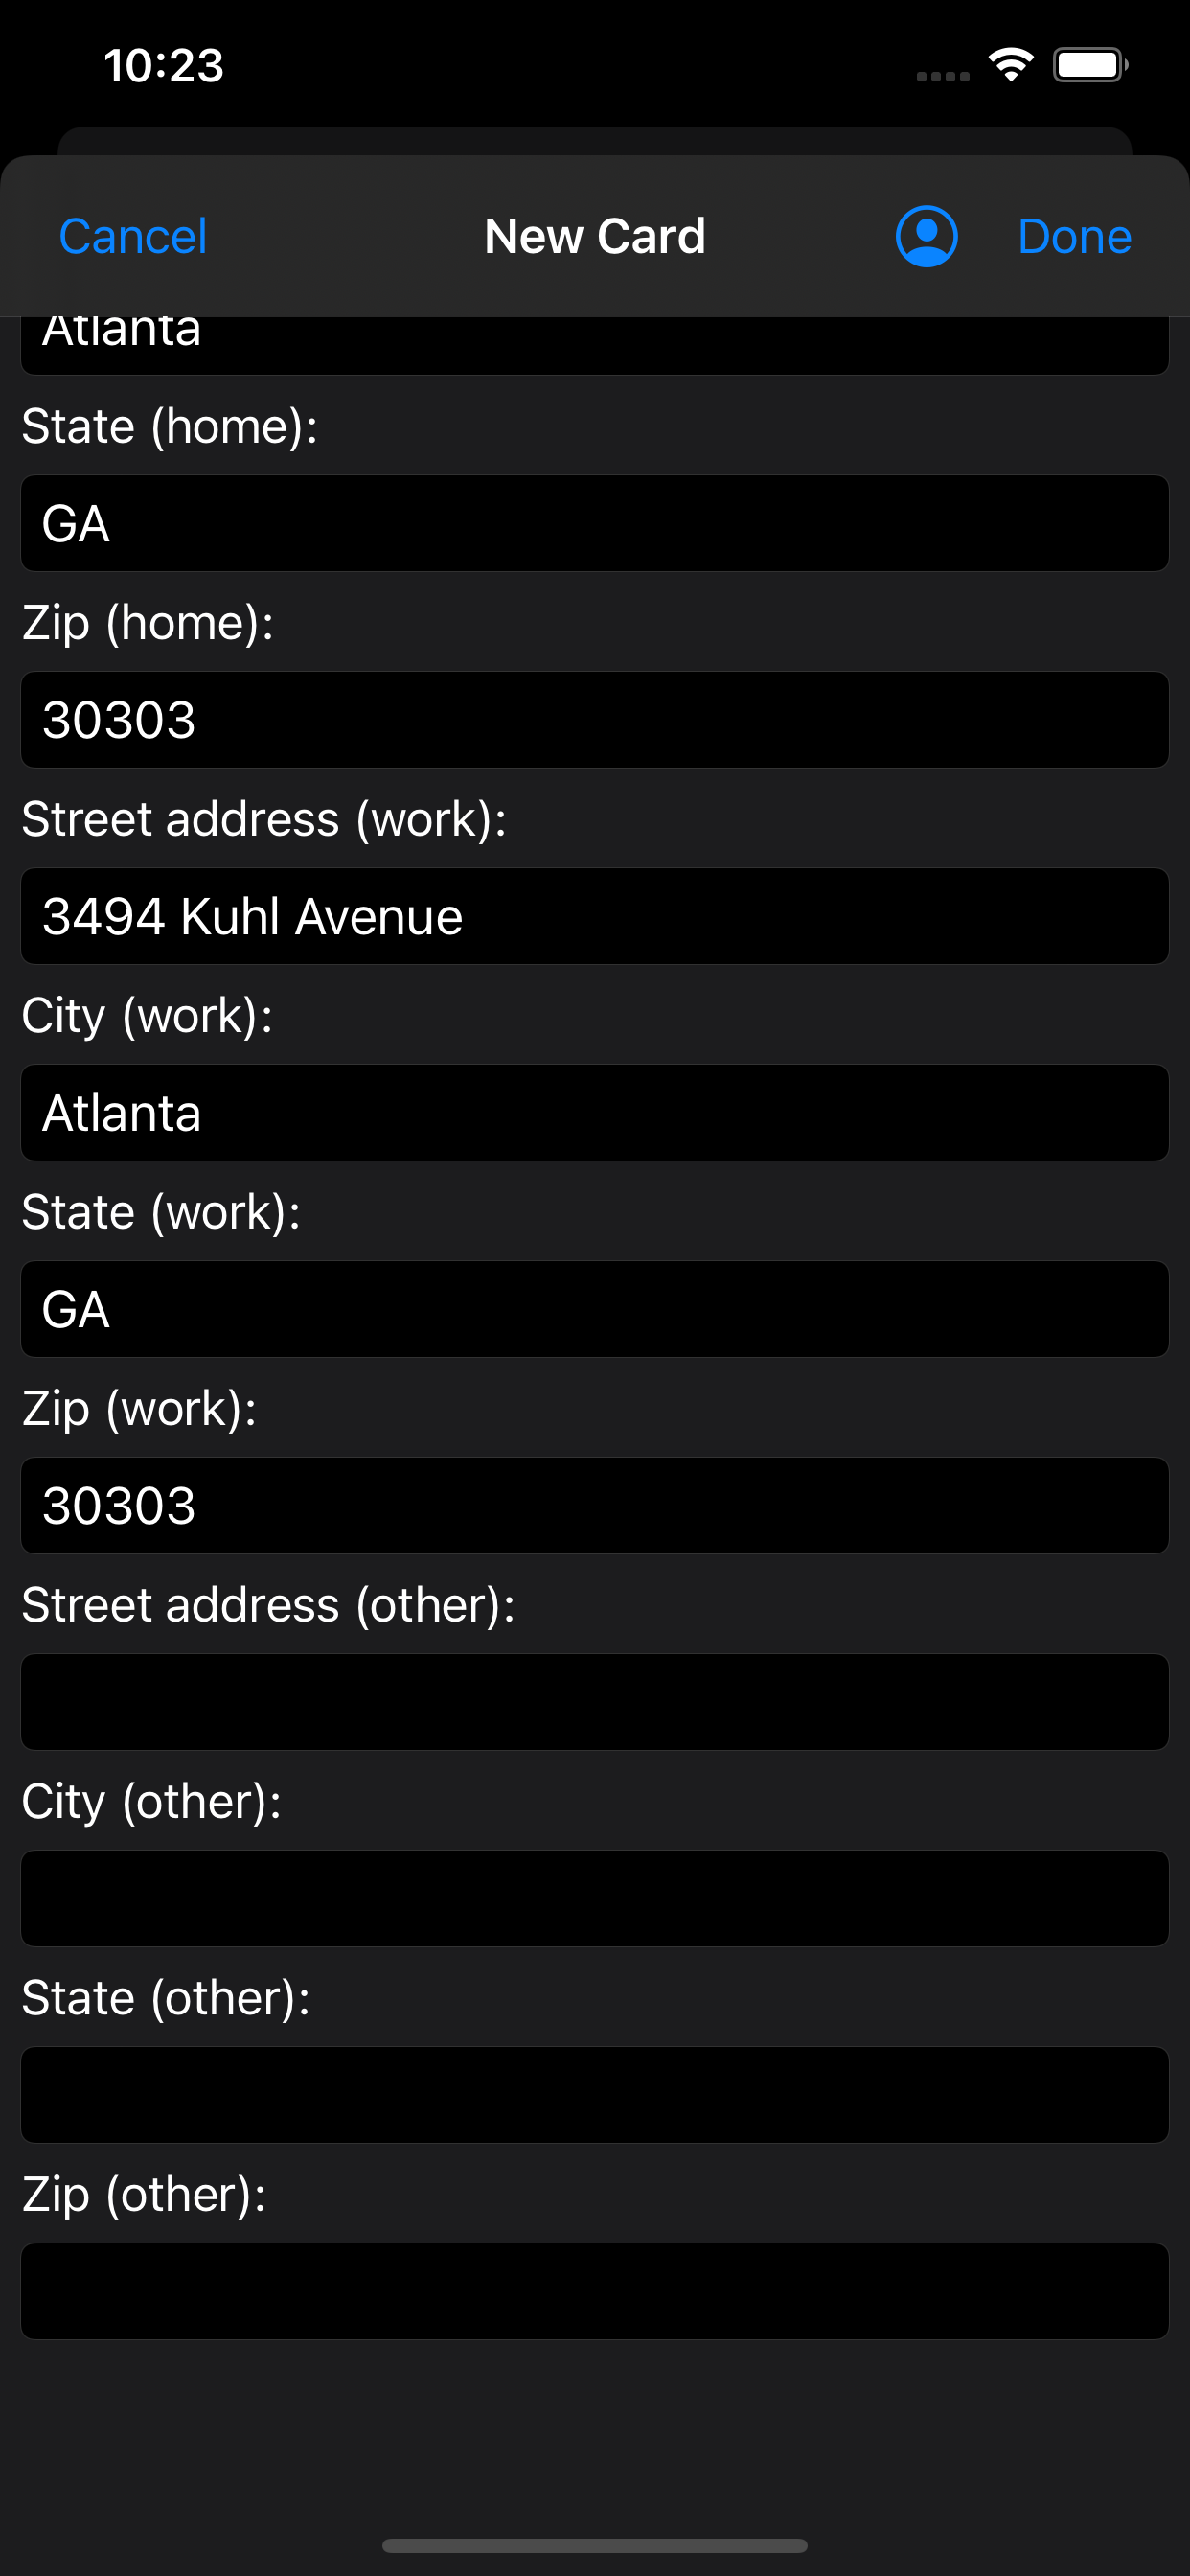 10:23
Cancel New Card Done
Atlanta
State (home):
GA
Zip (home):
30303
Street address (work):
3494 Kuhl Avenue
City (work):
Atlanta
State (work):
GA
Zip (work):
30303
Street address (other):
City (other):
State (other):
Zip (other):